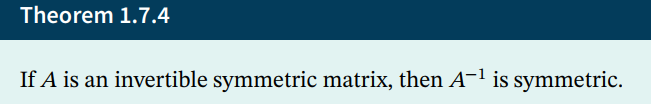 Theorem 1.7.4
If A is an invertible symmetric matrix, then A⁻¹ is symmetric.